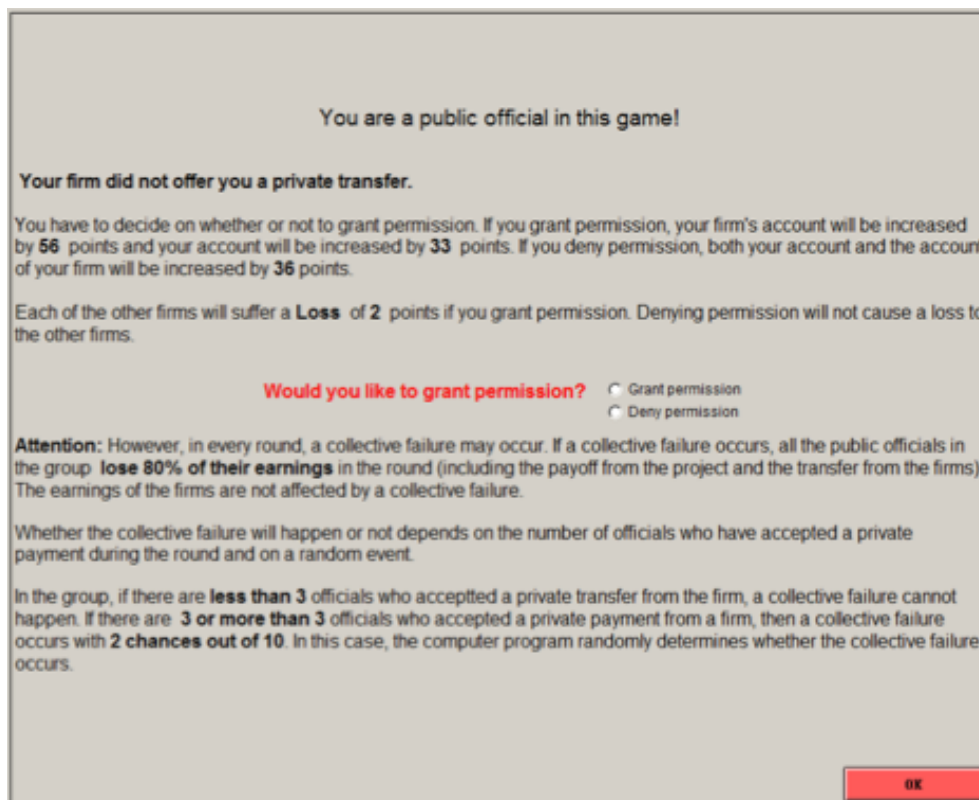 You are a public official in this game!
Your firm did not offer you a private transfer.
You have to decide on whether or not to grant permission. If you grant permission, your firm's account will be increased
by 56 points and your account will be increased by 33 points. If you deny permission, both your account and the account
of your firm will be increased by 36 points.
Each of the other firms will suffer a Loss of 2 points if you grant permission. Denying permission will not cause a loss to
the other firms.
Would you like to grant permission? Grant permission
Deny permission
Attention: However, in every round, a collective failure may occur. If a collective failure occurs, all the public officials in
the group lose 80% of their earnings in the round (including the payoff from the project and the transfer from the firms)
The earnings of the firms are not affected by a collective failure.
Whether the collective failure will happen or not depends on the number of officials who have accepted a private
payment during the round and on a random event.
In the group, if there are less than 3 officials who acceptted a private transfer from the firm, a collective failure cannot
happen. If there are 3 or more than 3 officials who accepted a private payment from a firm, then a collective failure
occurs with 2 chances out of 10. In this case, the computer program randomly determines whether the collective failure
occurs.
OK